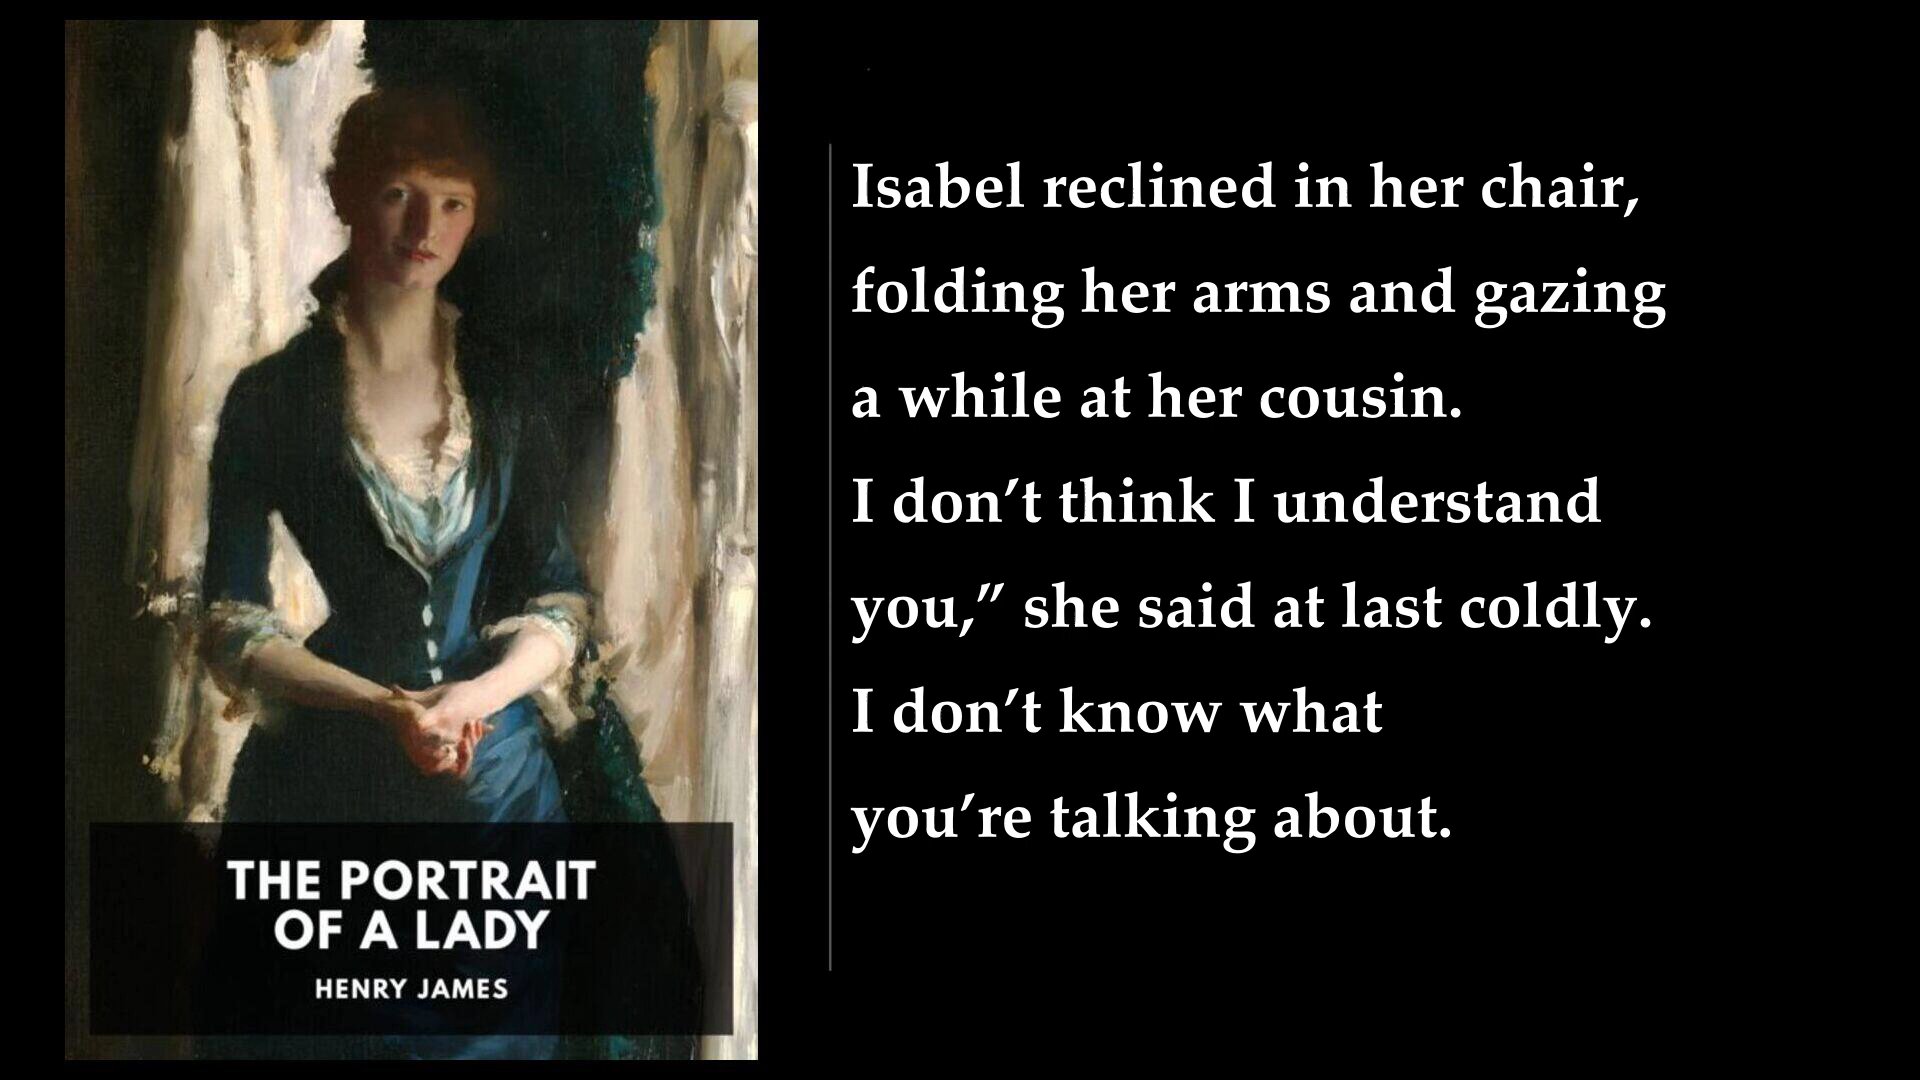 THE PORTRAIT
OF A LADY
HENRY JAMES
Isabel reclined in her chair,
folding her arms and gazing
a while at her cousin.
I don’t think I understand
you,” she said at last coldly.
I don’t know what
you’re talking about.